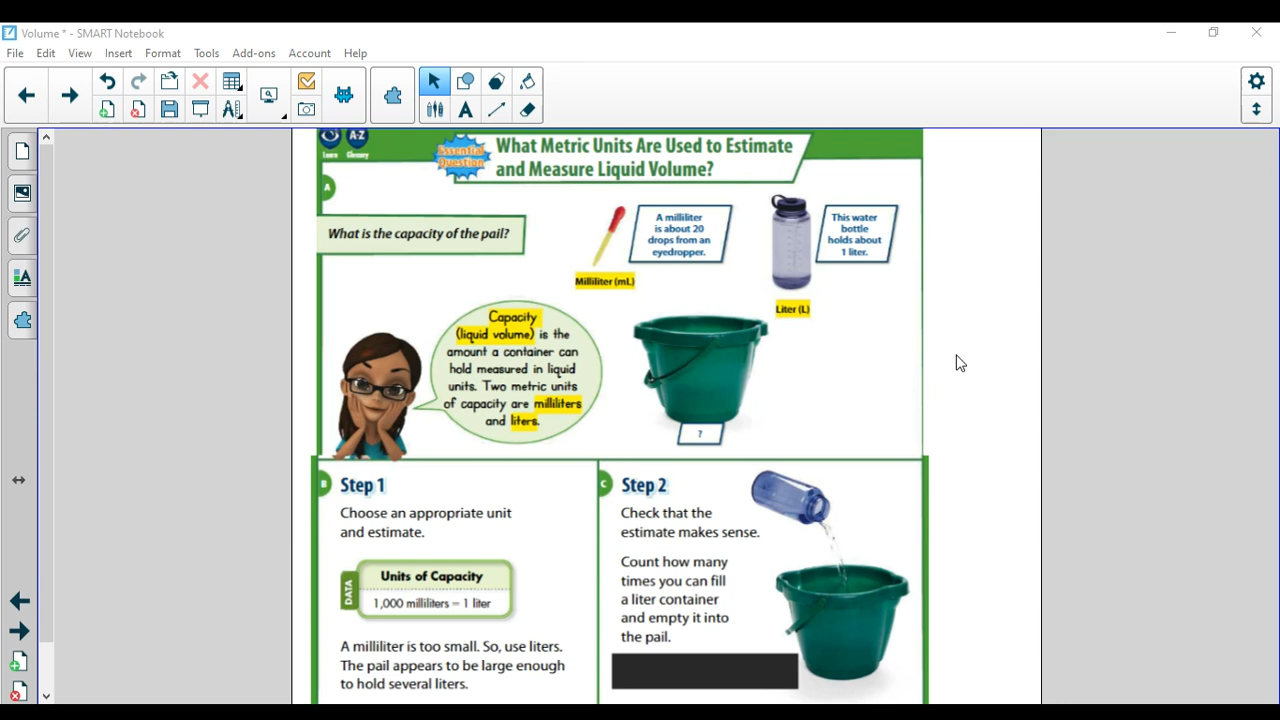 Volume * - SMART Notebook
File Edit View Insert Format Tools Add-ons Account Help
A-Z
Learn Glossary
Essential
Question
What Metric Units Are Used to Estimate
and Measure Liquid Volume?
A
What is the capacity of the pail?
A milliliter
is about 20
drops from an
eyedropper.
Milliliter (mL)
This water
bottle
holds about
1 liter.
Liter (L)
Capacity
(liquid volume) is the
amount a container can
hold measured in liquid
units. Two metric units
of capacity are milliliters
and liters.
?
B Step 1
Choose an appropriate unit
and estimate.
DATA
Units of Capacity
1,000 milliliters = 1 liter
A milliliter is too small. So, use liters.
The pail appears to be large enough
to hold several liters.
C Step 2
Check that the
estimate makes sense.
Count how many
times you can fill
a liter container
and empty it into
the pail.